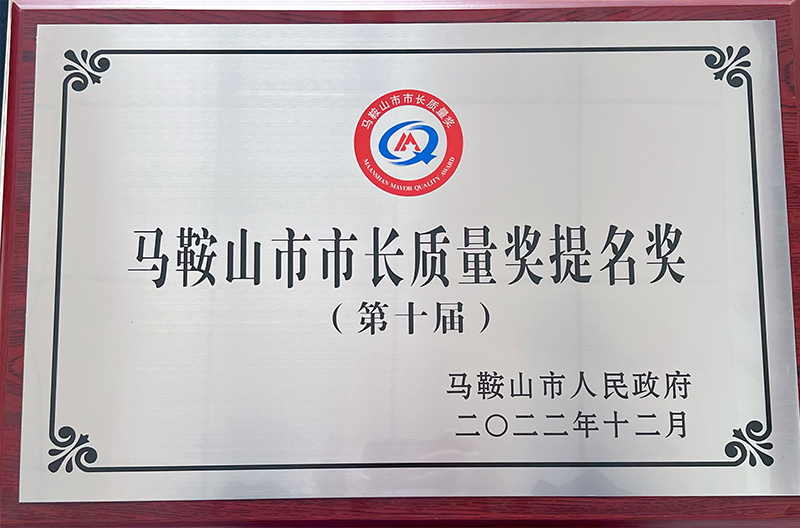 马鞍山市市长质量奖
MAANSHAN MAYOR QUALITY AWARD
马鞍山市市长质量奖提名奖
（第十届）
马鞍山市人民政府
二〇二二年十二月